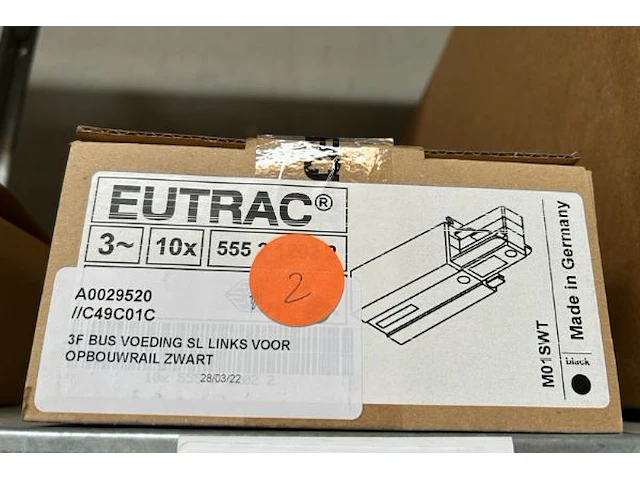 EUTRAC®
3~
10x
555
2
A0029520
//C49C01C
3F BUS VOEDING SL LINKS VOOR
OPBOUWRAIL ZWART
28/03/22
10x
M01SWT
black
Made in Germany